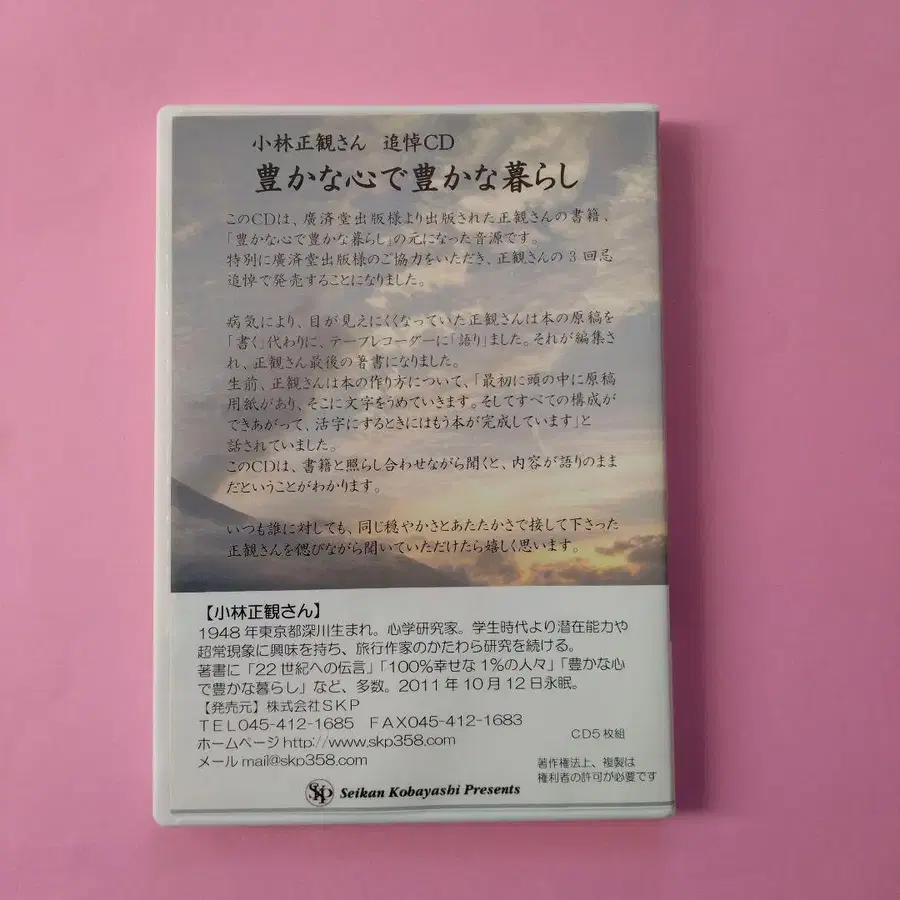 小林正観さん 追悼CD
豊かな心で豊かな暮らし
このCDは、廣済堂出版様より出版された正観さんの書籍、
「豊かな心で豊かな暮らし」の元になった音源です。
特別に廣済堂出版様のご協力をいただき、正観さんの3回忌
追悼で発売することになりました。
病気により、目が見えにくくなっていた正観さんは本の原稿を
「書く」代わりに、テープレコーダーに「語り」ました。それが編集さ
れ、正観さん最後の著書になりました。
生前、正観さんは本の作り方について、「最初に頭の中に原稿
用紙があり、そこに文字をうめていきます。そしてすべての構成が
できあがって、活字にするときにはもう本が完成しています」と
話されていました。
このCDは、書籍と照らし合わせながら聞くと、内容が語りのまま
だということがわかります。
いつも誰に対しても、同じ穏やかさとあたたかさで接して下さった
正観さんを偲びながら聞いていただけたら嬉しく思います。
【小林正観さん】
1948年東京都深川生まれ。心学研究家。学生時代より潜在能力や
超常現象に興味を持ち、旅行作家のかたわら研究を続ける。
著書に「22世紀への伝言」「100%幸せな1%の人々」「豊かな心
で豊かな暮らし」など、多数。2011年10月12日永眠。
【発売元】株式会社SKP
TEL045-412-1685 FAX045-412-1683
ホームページhttp://www.skp358.com
メールmail@skp358.com
CD5枚組
著作権法上、複製は
権利者の許可が必要です
SKP Seikan Kobayashi Presents